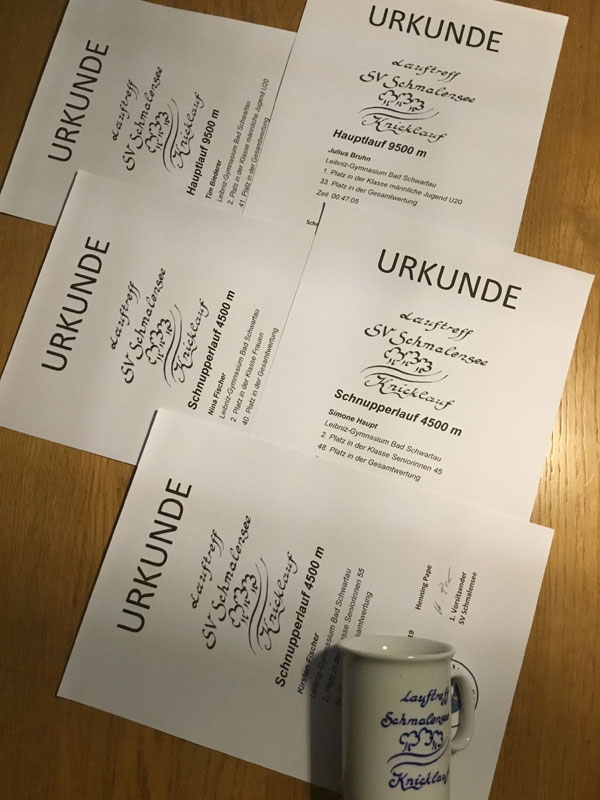 URKUNDE
Lauftreff
SV Schmalensee
Knicklauf
Hauptlauf 9500 m
Tim Biederer
Leibniz-Gymnasium Bad Schwartau
2. Platz in der Klasse männliche Jugend U20
41. Platz in der Gesamtwertung
URKUNDE
Lauftreff
SV Schmalensee
Knicklauf
Hauptlauf 9500 m
Julius Bruhn
Leibniz-Gymnasium Bad Schwartau
1. Platz in der Klasse männliche Jugend U20
33. Platz in der Gesamtwertung
Zeit 00:47:05
URKUNDE
Lauftreff
SV Schmalensee
Knicklauf
Schnupperlauf 4500 m
Nina Fischer
Leibniz-Gymnasium Bad Schwartau
2. Platz in der Klasse Frauen
40. Platz in der Gesamtwertung
URKUNDE
Lauftreff
SV Schmalensee
Knicklauf
Schnupperlauf 4500 m
Simone Haupt
Leibniz-Gymnasium Bad Schwartau
2. Platz in der Klasse Seniorinnen 45
48. Platz in der Gesamtwertung
URKUNDE
Lauftreff
SV Schmalensee
Knicklauf
Schnupperlauf 4500 m
Kirsten Fischer
Leibniz-Gymnasium Bad Schwartau
2. Platz in der Klasse Seniorinnen 55
Henning Pape
1. Vorsitzender
SV Schmalensee
Lauftreff
Schmalensee
Knicklauf